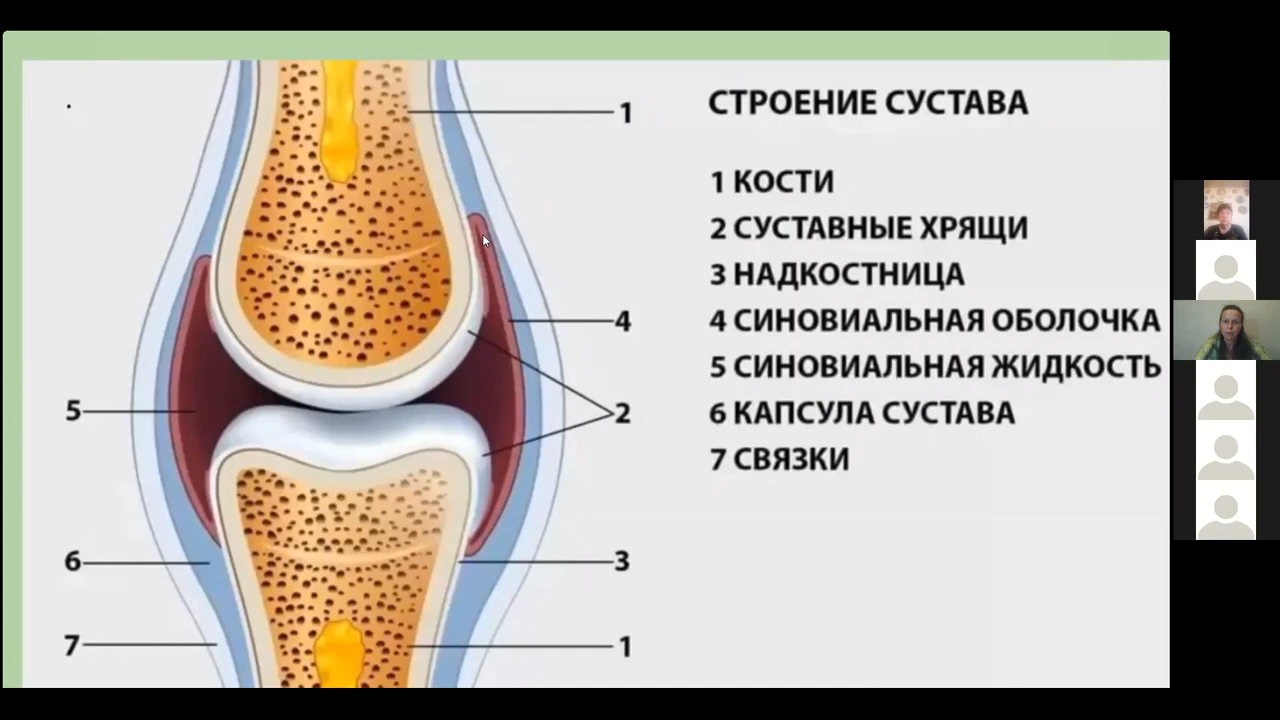 СТРОЕНИЕ СУСТАВА
1 КОСТИ
2 СУСТАВНЫЕ ХРЯЩИ
3 НАДКОСТНИЦА
4 СИНОВИАЛЬНАЯ ОБОЛОЧКА
5 СИНОВИАЛЬНАЯ ЖИДКОСТЬ
6 КАПСУЛА СУСТАВА
7 СВЯЗКИ
1
4
5
2
6
3
7
1